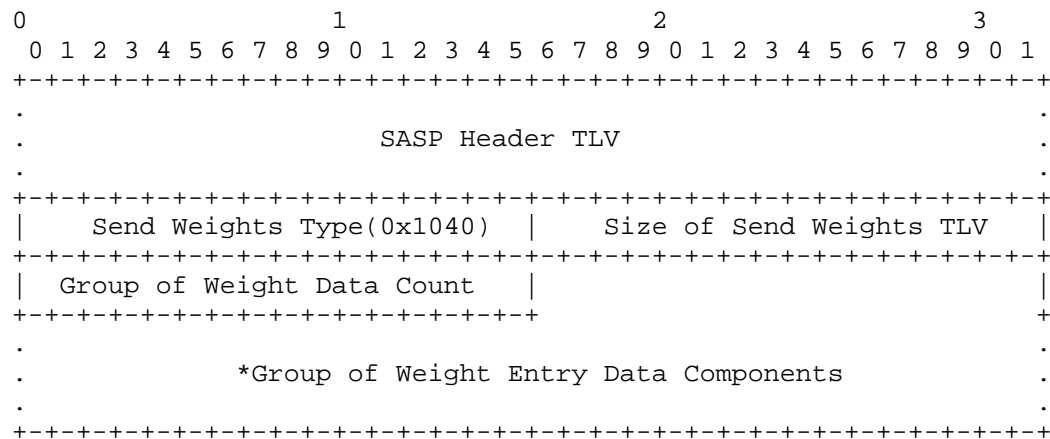 0                   1                   2                   3
 0 1 2 3 4 5 6 7 8 9 0 1 2 3 4 5 6 7 8 9 0 1 2 3 4 5 6 7 8 9 0 1
+-+-+-+-+-+-+-+-+-+-+-+-+-+-+-+-+-+-+-+-+-+-+-+-+-+-+-+-+-+-+-+-+
.                                                               .
.                      SASP Header TLV                          .
.                                                               .
+-+-+-+-+-+-+-+-+-+-+-+-+-+-+-+-+-+-+-+-+-+-+-+-+-+-+-+-+-+-+-+-+
|    Send Weights Type(0x1040)  |    Size of Send Weights TLV   |
+-+-+-+-+-+-+-+-+-+-+-+-+-+-+-+-+-+-+-+-+-+-+-+-+-+-+-+-+-+-+-+-+
|  Group of Weight Data Count   |                               |
+-+-+-+-+-+-+-+-+-+-+-+-+-+-+-+-+                               +
.                                                               .
.             *Group of Weight Entry Data Components            .
.                                                               .
+-+-+-+-+-+-+-+-+-+-+-+-+-+-+-+-+-+-+-+-+-+-+-+-+-+-+-+-+-+-+-+-+